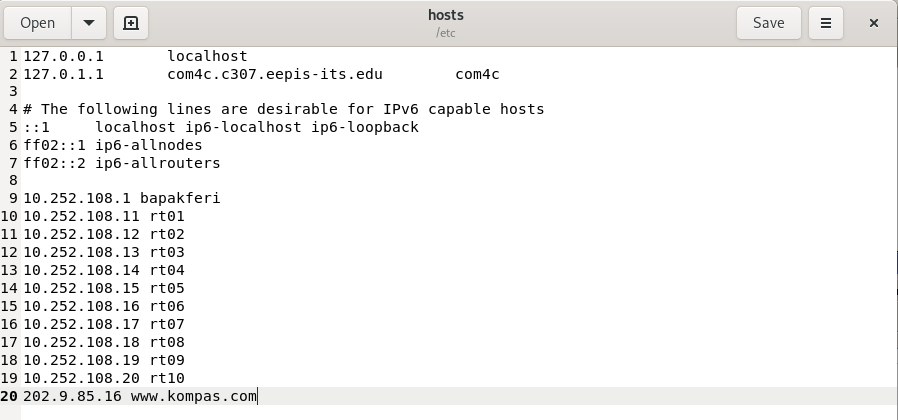 Open
hosts
/etc
Save
1 127.0.0.1 localhost
2 127.0.1.1 com4c.c307.eepis-its.edu com4c
3
4 # The following lines are desirable for IPv6 capable hosts
5 ::1 localhost ip6-localhost ip6-loopback
6 ff02::1 ip6-allnodes
7 ff02::2 ip6-allrouters
8
9 10.252.108.1 bapakferi
10 10.252.108.11 rt01
11 10.252.108.12 rt02
12 10.252.108.13 rt03
13 10.252.108.14 rt04
14 10.252.108.15 rt05
15 10.252.108.16 rt06
16 10.252.108.17 rt07
17 10.252.108.18 rt08
18 10.252.108.19 rt09
19 10.252.108.20 rt10
20 202.9.85.16 www.kompas.com